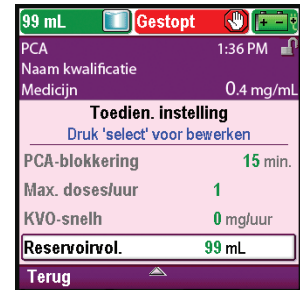 99 mL Gestopt
PCA 1:36 PM
Naam kwalificatie
Medicijn 0.4 mg/mL
Toedien. instelling
Druk 'select' voor bewerken
PCA-blokkering 15 min.
Max. doses/uur 1
KVO-snelh 0 mg/uur
Reservoirvol. 99 mL
Terug